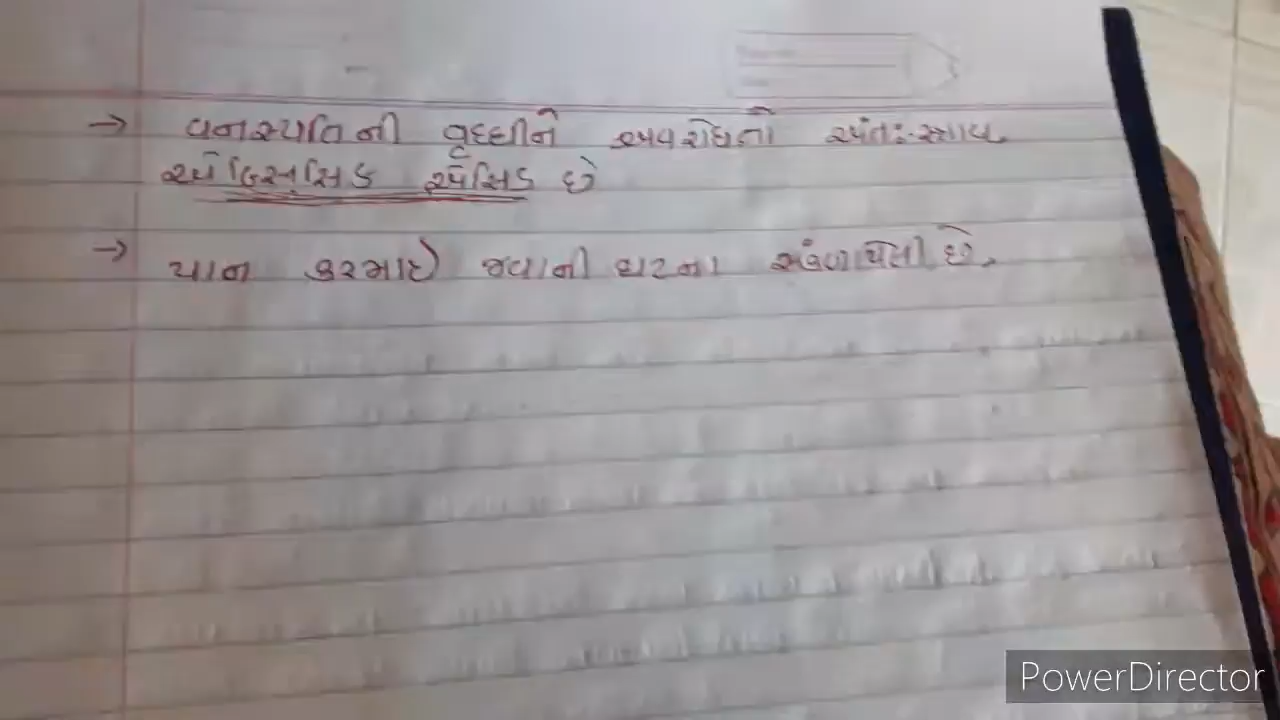 → વનસ્પતિની વૃદ્ધીને અવરોધતો અંતઃસ્ત્રાવ
એબ્સિસિક એસિડ છે
→ પાન કરમાઈ જવાની ઘટના સંકળાયેલી છે.
PowerDirector